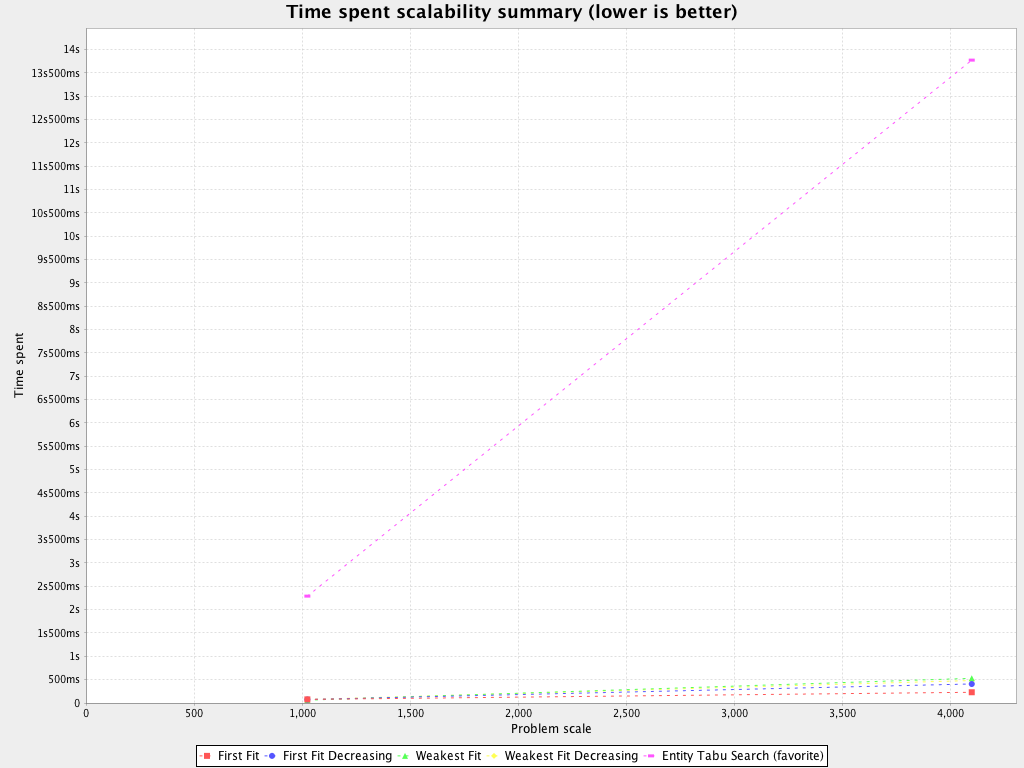 Time spent scalability summary (lower is better)
14s
13s500ms
13s
12s500ms
12s
11s500ms
11s
10s500ms
10s
9s500ms
9s
8s500ms
8s
7s500ms
7s
6s500ms
6s
5s500ms
5s
4s500ms
4s
3s500ms
3s
2s500ms
2s
1s500ms
1s
500ms
0
Time spent
0 500 1,000 1,500 2,000 2,500 3,000 3,500 4,000
Problem scale
First Fit First Fit Decreasing Weakest Fit Weakest Fit Decreasing Entity Tabu Search (favorite)